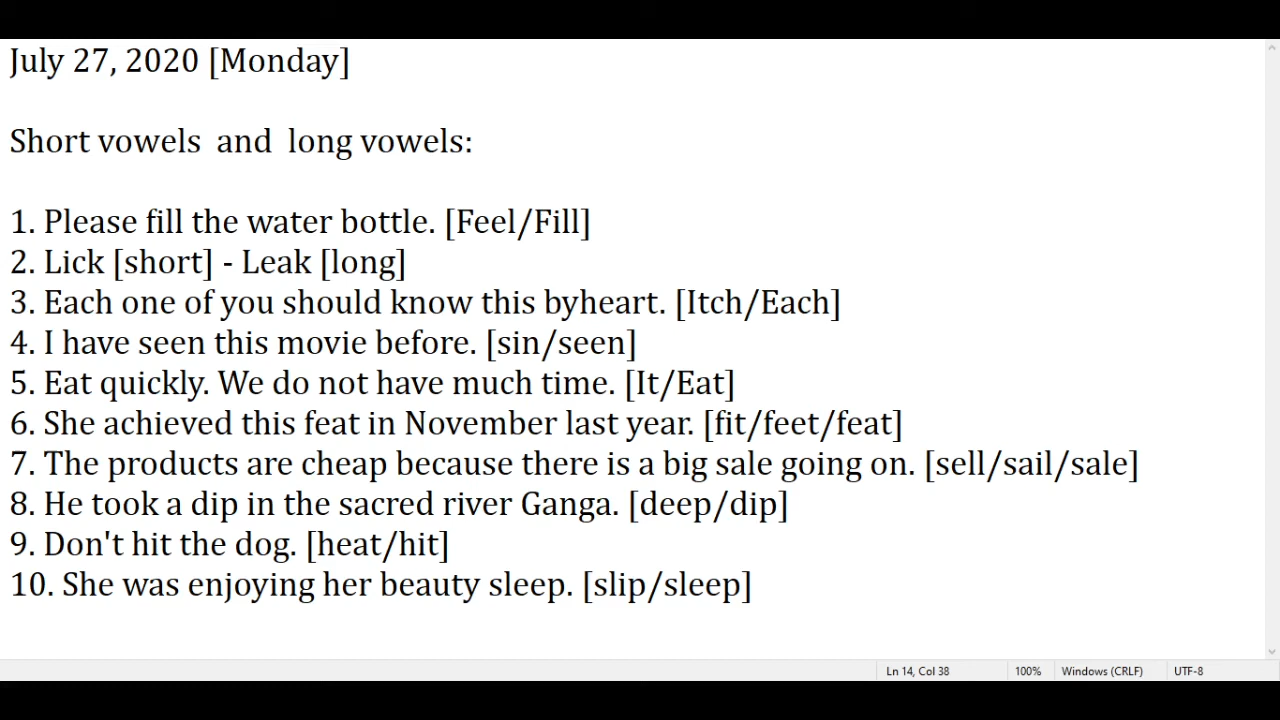 July 27, 2020 [Monday]
Short vowels  and  long vowels:
1. Please fill the water bottle. [Feel/Fill]
2. Lick [short] - Leak [long]
3. Each one of you should know this byheart. [Itch/Each]
4. I have seen this movie before. [sin/seen]
5. Eat quickly. We do not have much time. [It/Eat]
6. She achieved this feat in November last year. [fit/feet/feat]
7. The products are cheap because there is a big sale going on. [sell/sail/sale]
8. He took a dip in the sacred river Ganga. [deep/dip]
9. Don't hit the dog. [heat/hit]
10. She was enjoying her beauty sleep. [slip/sleep]
Ln 14, Col 38 100% Windows (CRLF) UTF-8